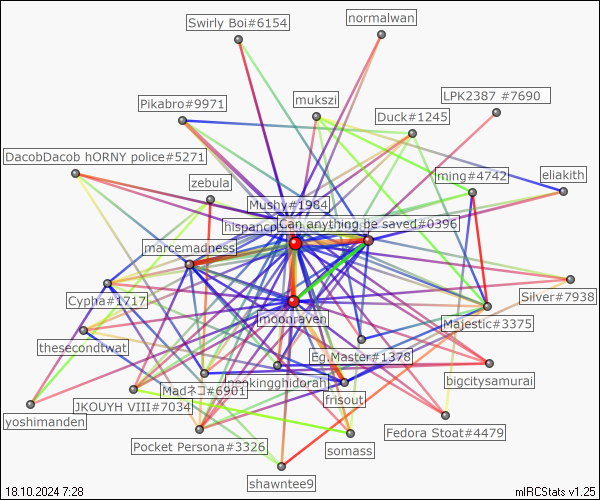 Swirly Boi#6154
normalwan
Pikabro#9971
mukszi
LPK2387 #7690
Duck#1245
DacobDacob hORNY police#5271
zebula
ming#4742
eliakith
Mushy#1984
Can anything be saved#0396
marcemadness
Cypha#1717
moonraven
Silver#7938
Majestic#3375
thesecondtwat
Eg.Master#1378
bigcitysamurai
Madネコ#6901
frisout
JKOUYH VIII#7034
yoshimanden
Fedora Stoat#4479
Pocket Persona#3326
somass
shawntee9
18.10.2024 7:28
mIRCStats v1.25